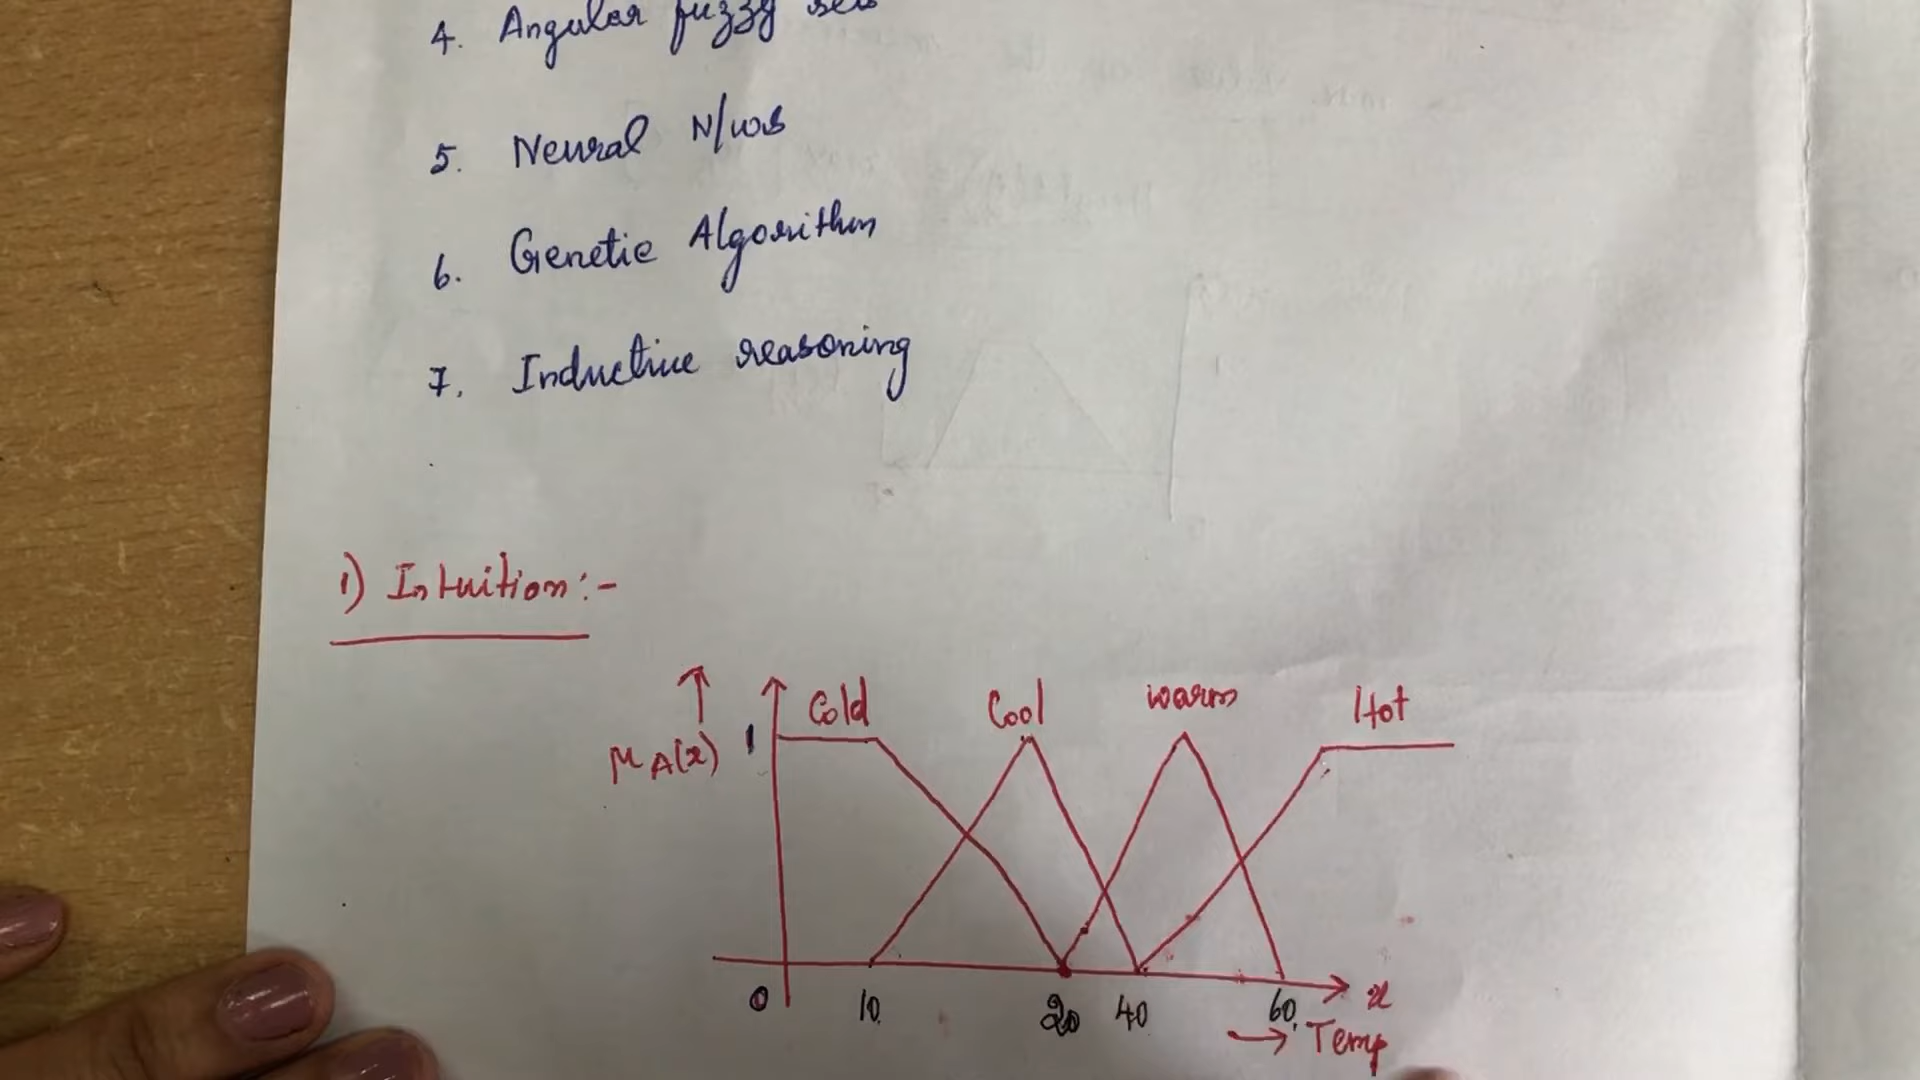 4. Angular fuzzy sets
5. Neural N/ws
6. Genetic Algorithm
7. Inductive reasoning
1) Intuition:-
Cold Cool warm Hot
μA(x) 1
0 10 20 40 60 x
Temp